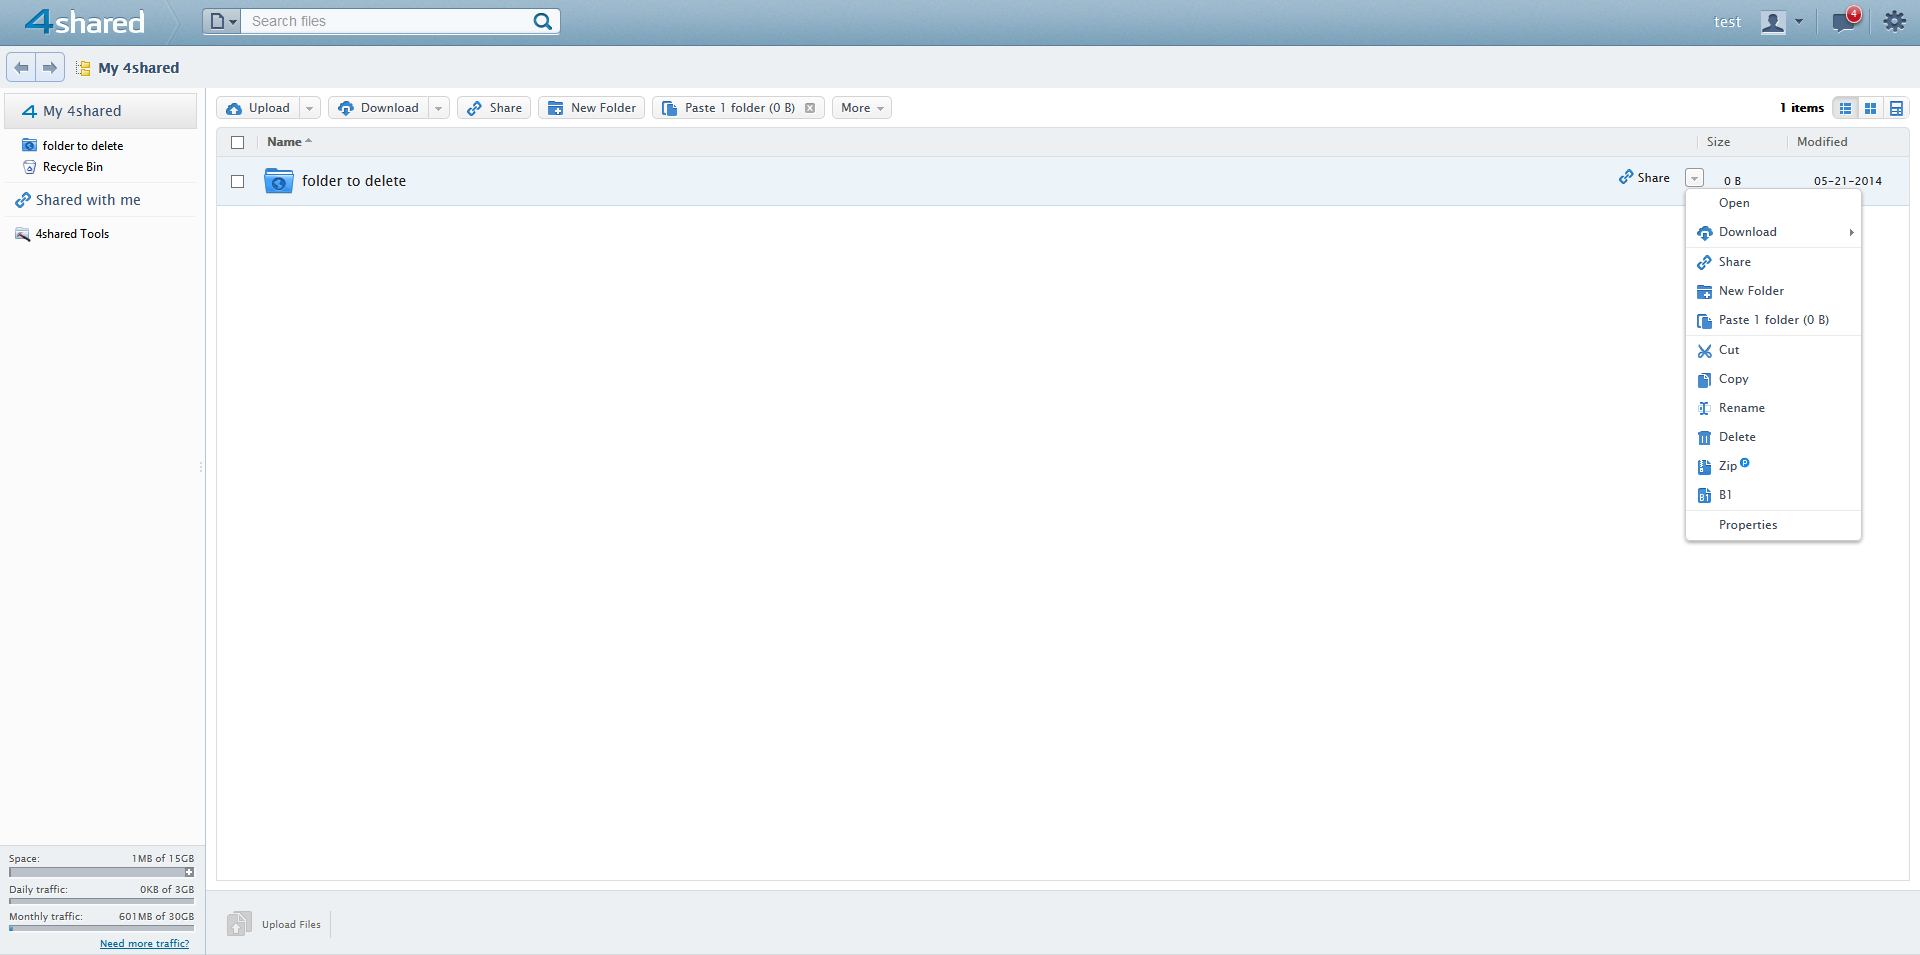 4shared
Search files
test
4
My 4shared
My 4shared
folder to delete
Recycle Bin
Shared with me
4shared Tools
Upload
Download
Share
New Folder
Paste 1 folder (0 B)
More
1 items
Name
Size
Modified
folder to delete
Share
0 B
05-21-2014
Open
Download
Share
New Folder
Paste 1 folder (0 B)
Cut
Copy
Rename
Delete
Zip P
B1 B1
Properties
Space: 1MB of 15GB
Daily traffic: 0KB of 3GB
Monthly traffic: 601MB of 30GB
Need more traffic?
Upload Files